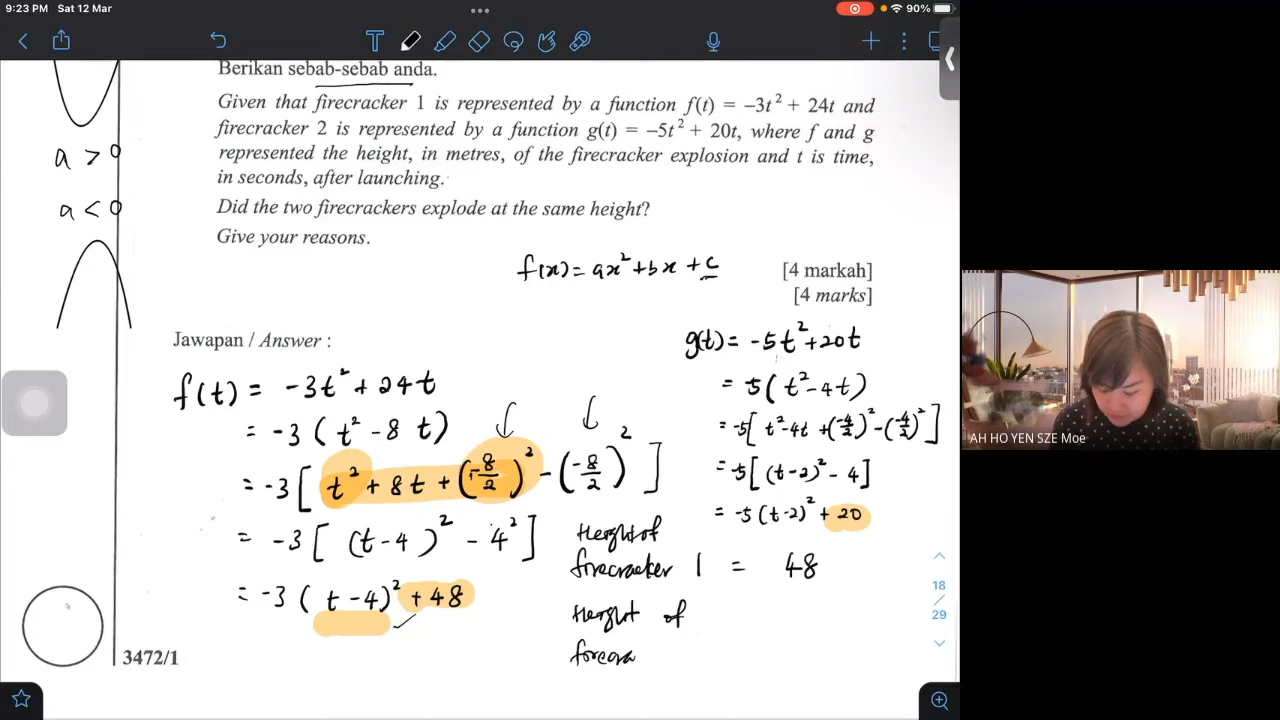 9:23 PM Sat 12 Mar
90%
Berikan sebab-sebab anda.
Given that firecracker 1 is represented by a function f(t) = −3t² + 24t and
firecracker 2 is represented by a function g(t) = −5t² + 20t, where f and g
represented the height, in metres, of the firecracker explosion and t is time,
in seconds, after launching.
Did the two firecrackers explode at the same height?
Give your reasons.
a > 0
a < 0
f(x) = ax² + bx + c
[4 markah]
[4 marks]
Jawapan / Answer :
f(t) = -3t² + 24t
= -3 ( t² - 8 t )
= -3 [ t² + 8t + (-8/2)² - (-8/2)² ]
= -3 [ (t - 4)² - 4² ]
= -3 ( t - 4)² + 48
g(t) = -5t² + 20t
= 5 ( t² - 4t )
= -5 [ t² - 4t + (-4/2)² - (-4/2)² ]
= -5 [ (t - 2)² - 4 ]
= -5 (t - 2)² + 20
Height of
firecracker 1 = 48
Height of
firecra
3472/1
18
/
29
AH HO YEN SZE Moe